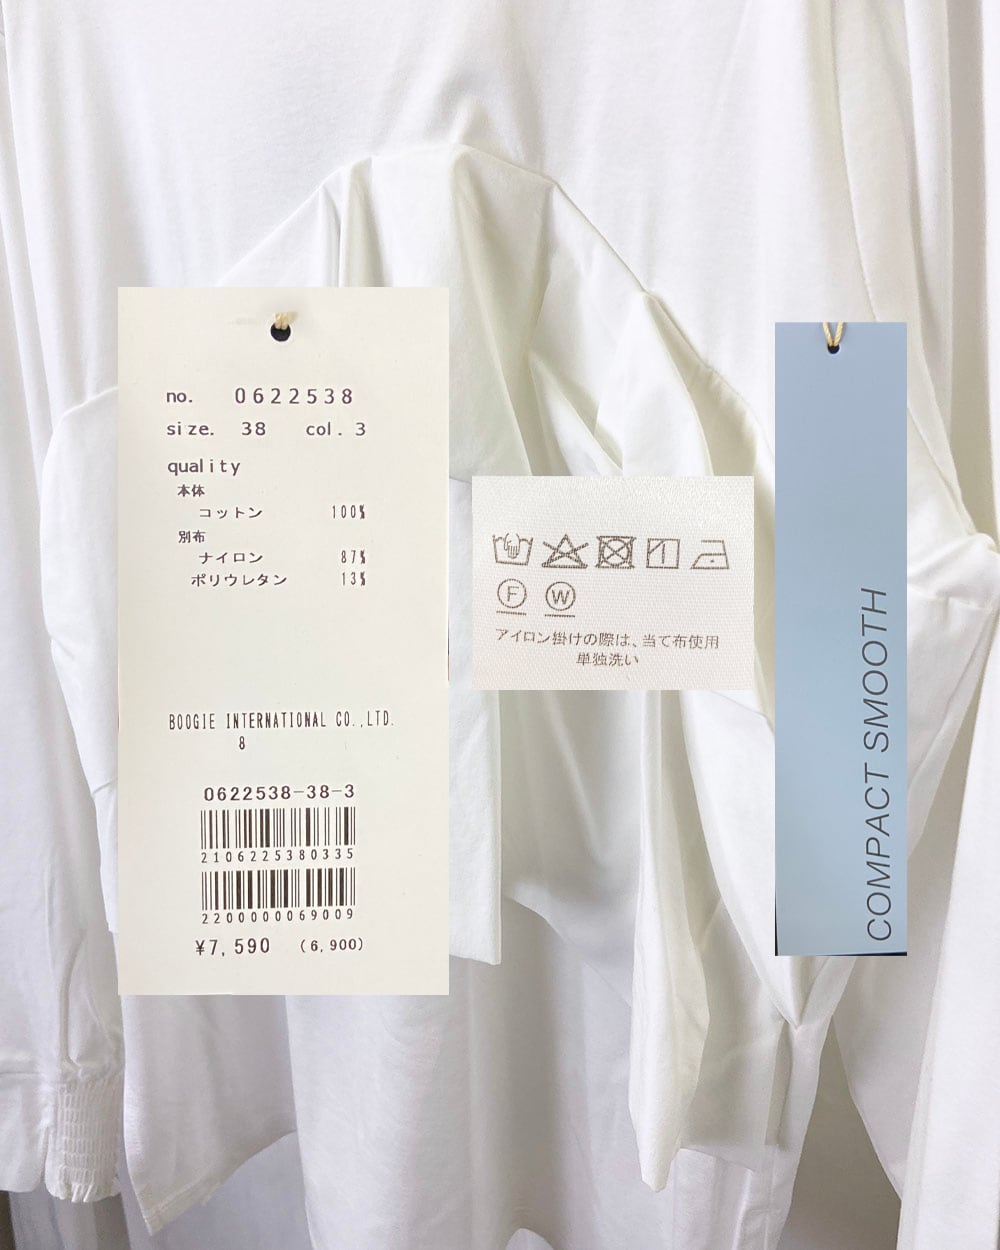 no. 0622538
size. 38 col. 3
quality
本体
コットン 100%
別布
ナイロン 87%
ポリウレタン 13%
BOOGIE INTERNATIONAL CO.,LTD.
8
0622538-38-3
2106225380335
2200000069009
¥7,590 (6,900)
F W
アイロン掛けの際は、当て布使用
単独洗い
COMPACT SMOOTH